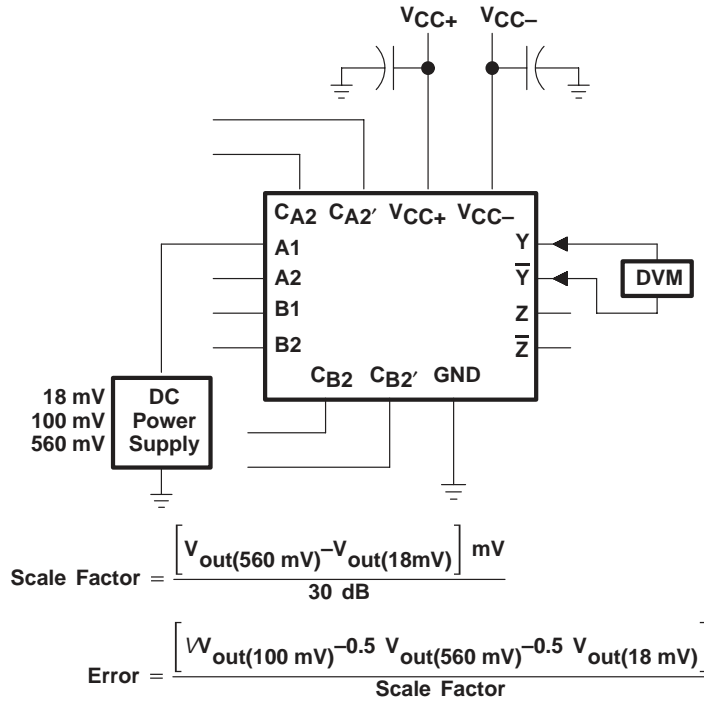 VCC+ VCC–
CA2 CA2′ VCC+ VCC–
A1 Y
A2 Y̅ DVM
B1 Z
B2 Z̅
CB2 CB2′ GND
18 mV DC
100 mV Power
560 mV Supply
Scale Factor = [Vout(560 mV)–Vout(18mV)] mV / 30 dB
Error = [VVout(100 mV)–0.5 Vout(560 mV)–0.5 Vout(18 mV)] / Scale Factor